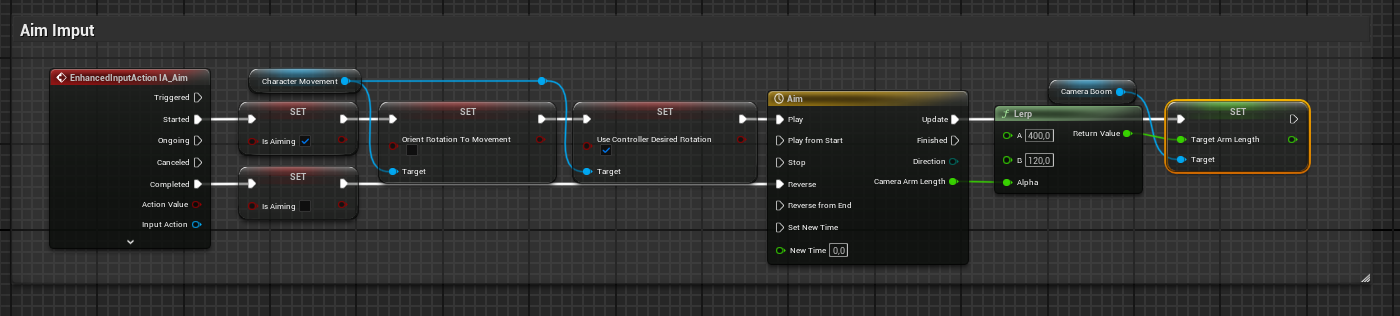 Aim Imput
EnhancedInputAction IA_Aim
Triggered
Started
Ongoing
Canceled
Completed
Action Value
Input Action
Character Movement
SET
Is Aiming
SET
Is Aiming
SET
Orient Rotation To Movement
Target
SET
Use Controller Desired Rotation
Target
Aim
Play
Update
Play from Start
Finished
Stop
Direction
Reverse
Camera Arm Length
Reverse from End
Set New Time
New Time 0,0
Lerp
A 400,0
Return Value
B 120,0
Alpha
Camera Boom
SET
Target Arm Length
Target